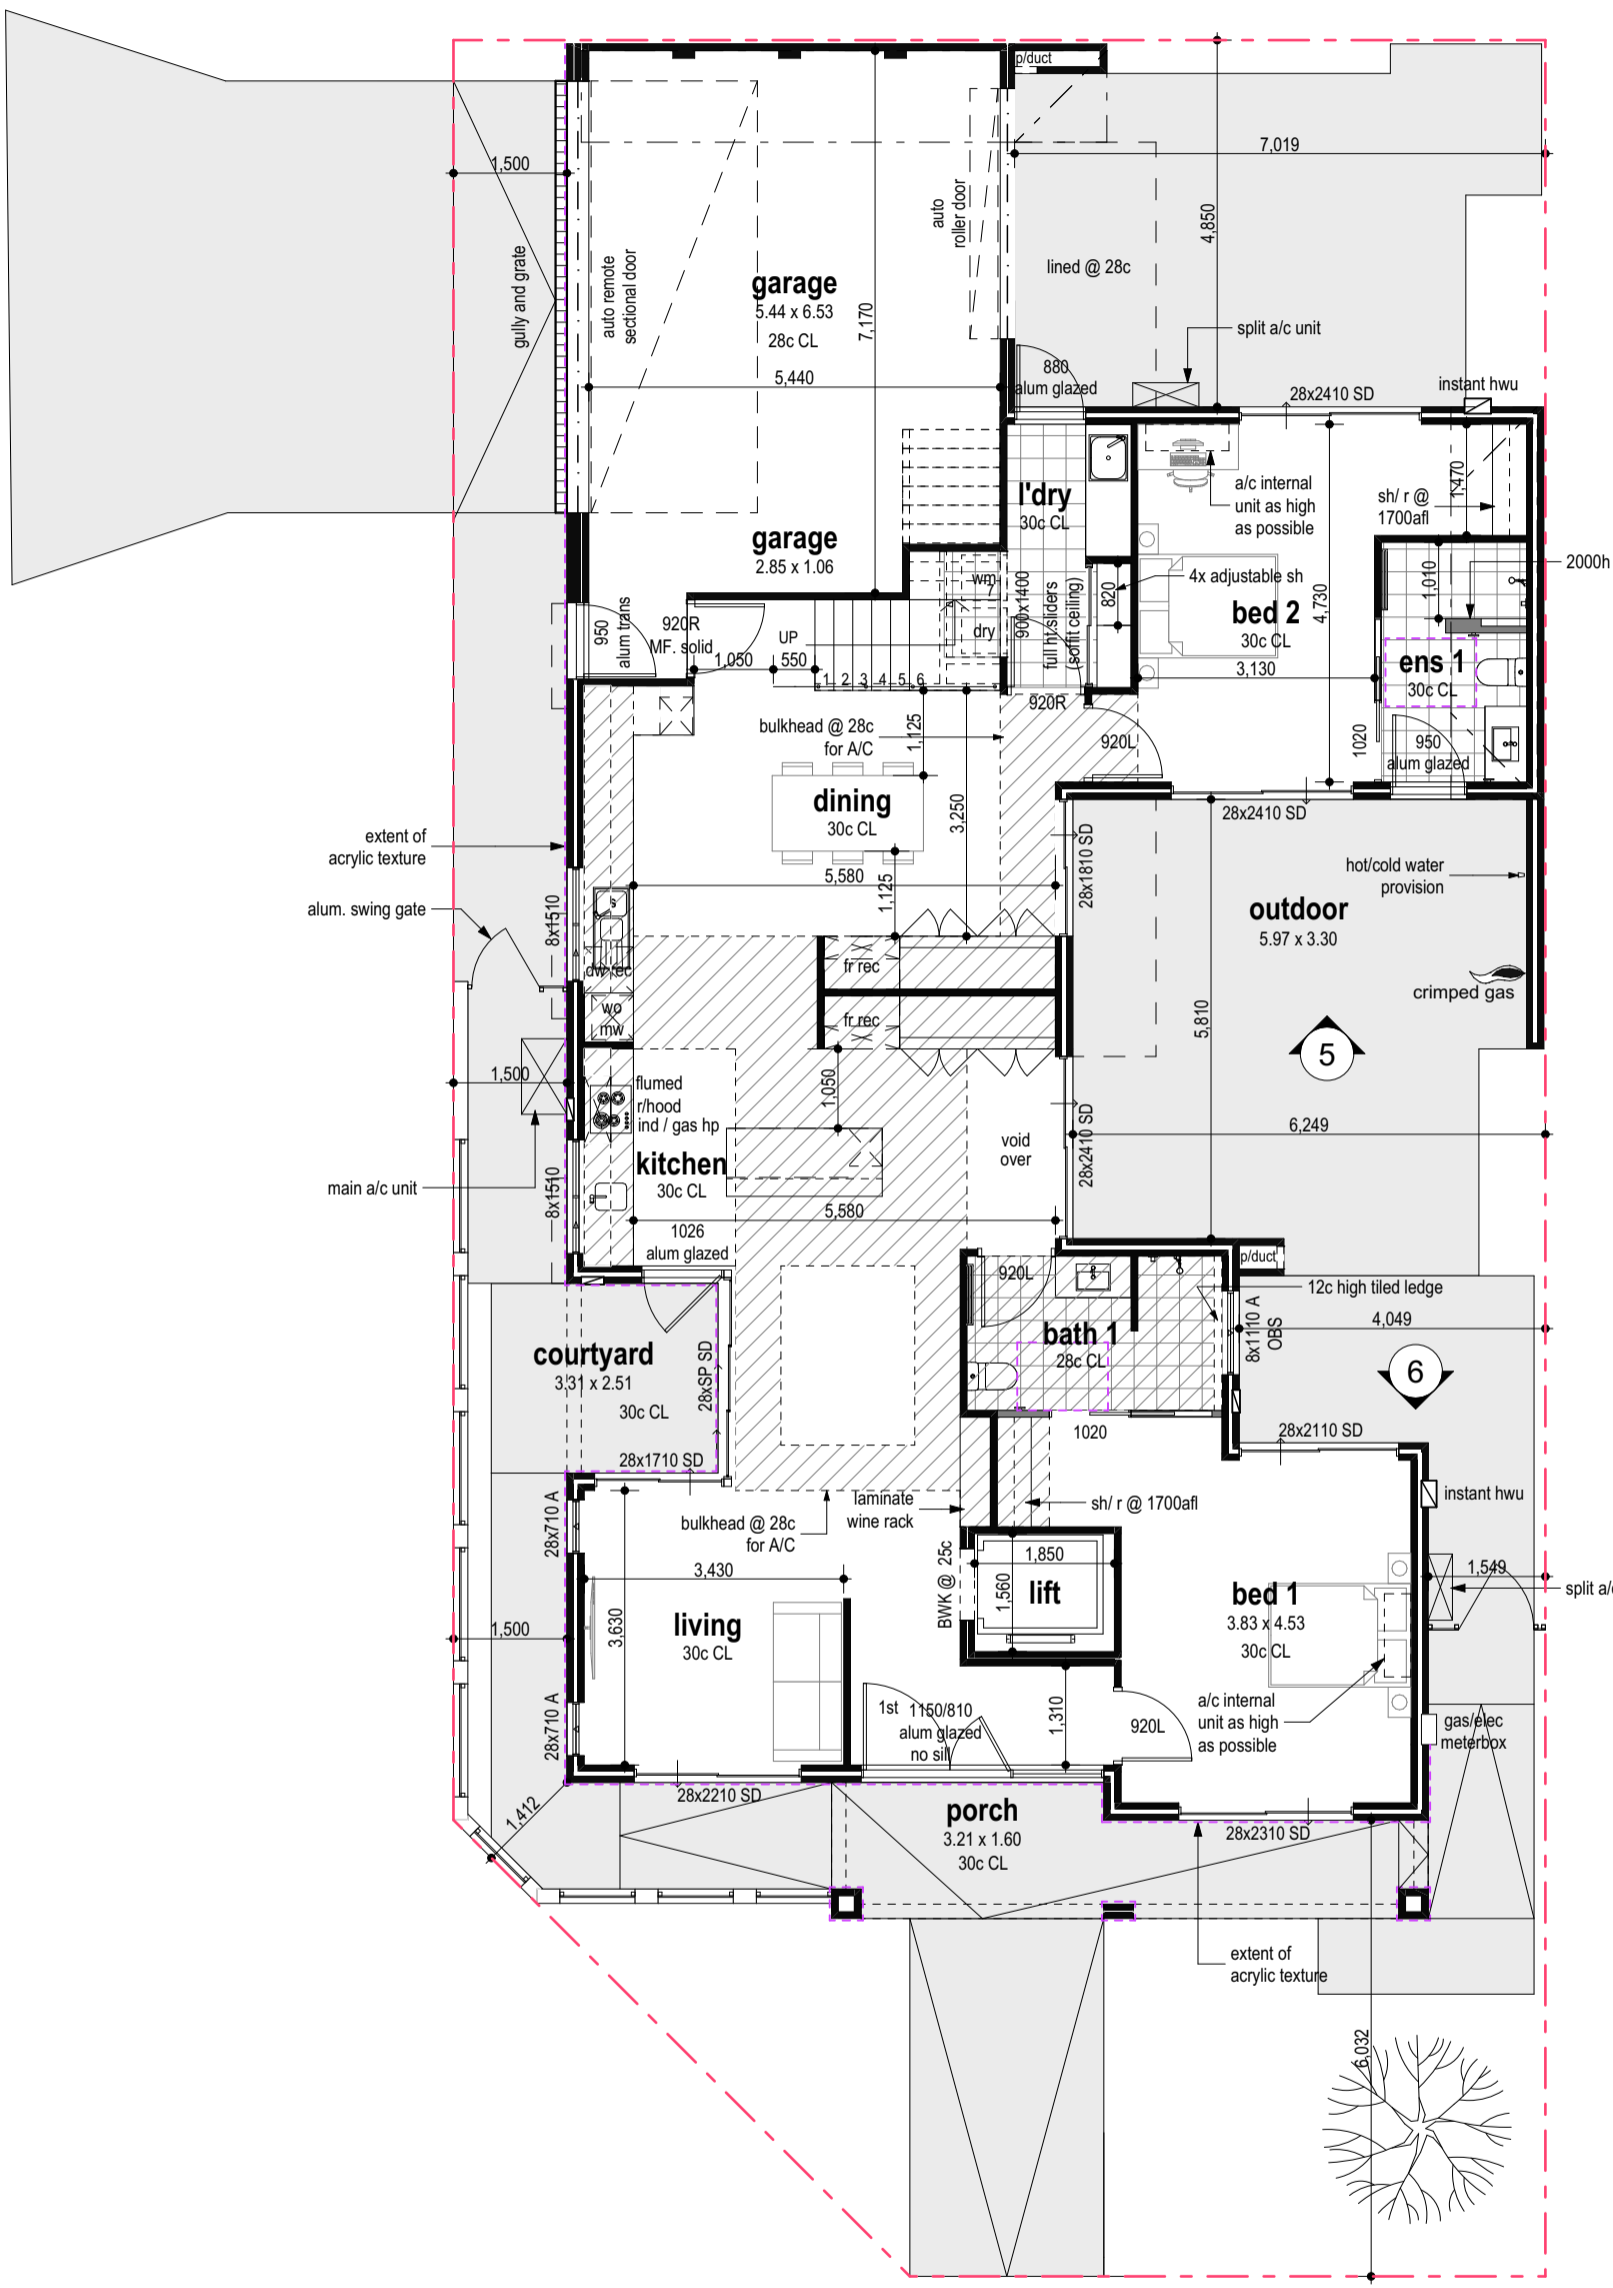 p/duct
1,500
7,019
4,850
auto
roller door
lined @ 28c
gully and grate
auto remote
sectional door
garage
5.44 x 6.53
28c CL
7,170
5,440
split a/c unit
880
alum glazed
28x2410 SD
instant hwu
l'dry
30c CL
a/c internal
unit as high
as possible
sh/ r @
1700afl
1,470
garage
2.85 x 1.06
2000h
wm
dry
900x1400
full ht.sliders
(soffit ceiling)
820
4x adjustable sh
bed 2
30c CL
3,130
4,730
1,010
ens 1
30c CL
950
alum trans
920R
MF. solid
UP
1,050
550
1 2 3 4 5 6
7
920R
920L
1020
950
alum glazed
bulkhead @ 28c
for A/C
1,125
dining
30c CL
3,250
28x2410 SD
extent of
acrylic texture
28x1810 SD
hot/cold water
provision
5,580
1,125
alum. swing gate
8x1510
outdoor
5.97 x 3.30
dw rec
fr rec
crimped gas
wo
mw
fr rec
5,810
5
1,500
flumed
r/hood
ind / gas hp
1,050
6,249
void
over
28x2410 SD
kitchen
30c CL
main a/c unit
8x1510
5,580
1026
alum glazed
p/duct
920L
12c high tiled ledge
8x1110 A
OBS
4,049
bath 1
28c CL
courtyard
3.31 x 2.51
30c CL
28xSP SD
6
1020
28x2110 SD
28x1710 SD
laminate
wine rack
sh/ r @ 1700afl
instant hwu
28x710 A
bulkhead @ 28c
for A/C
BWK @ 25c
1,850
3,430
1,560
lift
bed 1
3.83 x 4.53
30c CL
1,549
split a/
1,500
3,630
living
30c CL
28x710 A
1st
1150/810
alum glazed
no sill
1,310
920L
a/c internal
unit as high
as possible
gas/elec
meterbox
28x2210 SD
1,412
porch
3.21 x 1.60
30c CL
28x2310 SD
extent of
acrylic texture
6,032